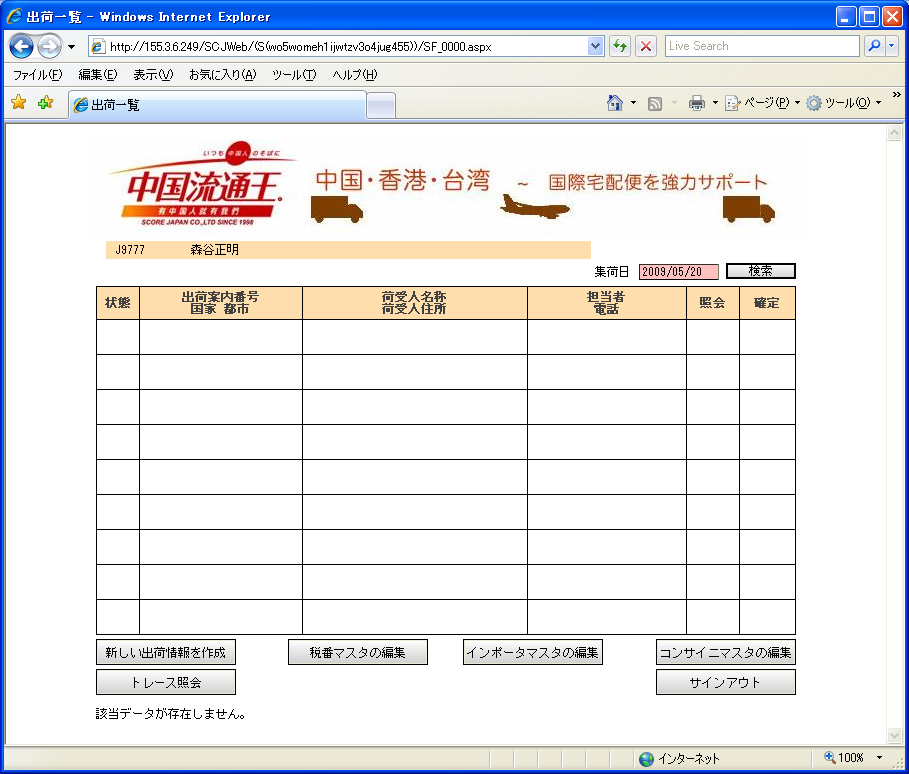 出荷一覧 - Windows Internet Explorer
http://155.3.6.249/SCJWeb/(S(wo5womeh1ijwtzv3o4jug455))/SF_0000.aspx
Live Search
ファイル(F) 編集(E) 表示(V) お気に入り(A) ツール(T) ヘルプ(H)
出荷一覧
ページ(P) ツール(O) »
いつも中国人のそばに
中国流通王.
有中国人就有我們
SCORE JAPAN CO.,LTD SINCE 1998
中国・香港・台湾 ~ 国際宅配便を強力サポート
J9777 森谷正明
集荷日 2009/05/20 検索
状態 出荷案内番号 荷受人名称 担当者 照会 確定
国家 都市 荷受人住所 電話
新しい出荷情報を作成 税番マスタの編集 インポータマスタの編集 コンサイニマスタの編集
トレース照会 サインアウト
該当データが存在しません。
インターネット 100%